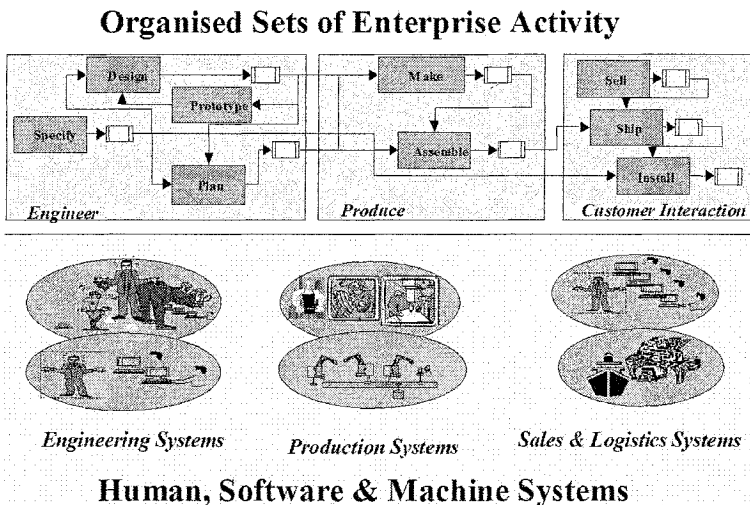 Organised Sets of Enterprise Activity
Design
Make
Sell
Prototype
Specify
Ship
Assemble
Plan
Install
Engineer
Produce
Customer Interaction
Engineering Systems
Production Systems
Sales & Logistics Systems
Human, Software & Machine Systems